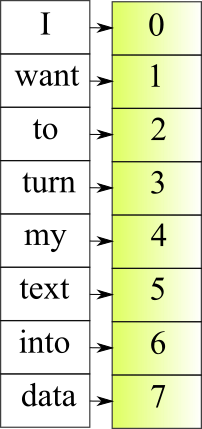 I 0
want 1
to 2
turn 3
my 4
text 5
into 6
data 7